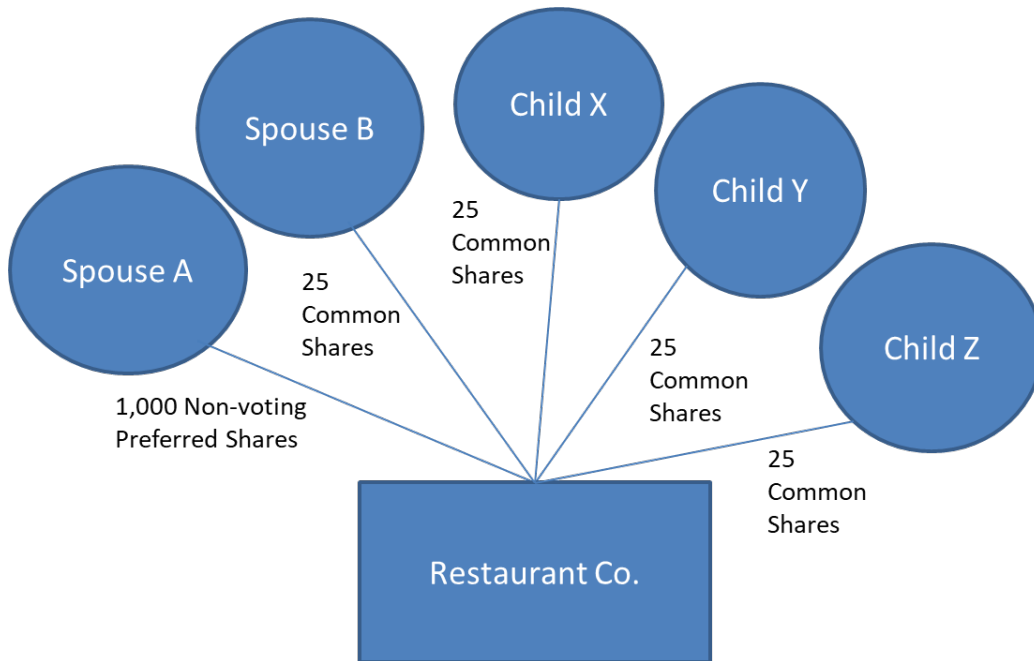 Spouse A
1,000 Non-voting
Preferred Shares
Spouse B
25
Common
Shares
Child X
25
Common
Shares
Child Y
25
Common
Shares
Child Z
25
Common
Shares
Restaurant Co.